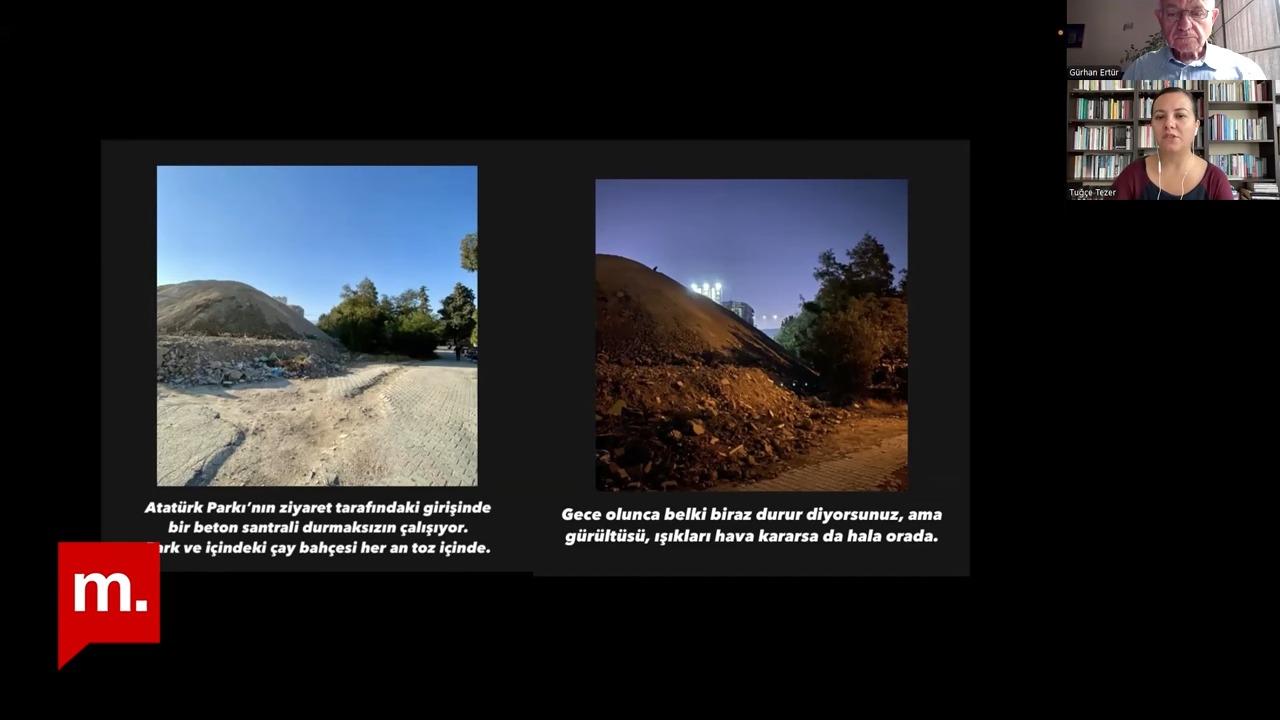 Gürhan Ertür
Tuğçe Tezer
Atatürk Parkı’nın ziyaret tarafındaki girişinde
bir beton santrali durmaksızın çalışıyor.
ve içindeki çay bahçesi her an toz içinde.
Gece olunca belki biraz durur diyorsunuz, ama
gürültüsü, ışıkları hava kararsa da hala orada.
m.